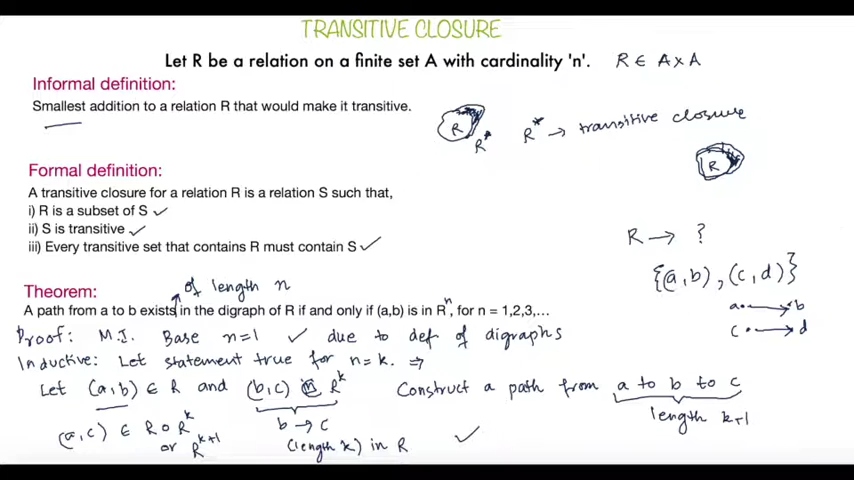 TRANSITIVE CLOSURE
Let R be a relation on a finite set A with cardinality 'n'. R ∈ A×A
Informal definition:
Smallest addition to a relation R that would make it transitive.
R
R*
R* → transitive closure
R
Formal definition:
A transitive closure for a relation R is a relation S such that,
i) R is a subset of S ✓
ii) S is transitive ✓
iii) Every transitive set that contains R must contain S ✓
R → ?
{(a,b), (c,d)}
a → b
c → d
of length n
Theorem:
A path from a to b exists in the digraph of R if and only if (a,b) is in Rⁿ, for n = 1,2,3,...
Proof: M.I. Base n=1 ✓ due to def of digraphs
Inductive: Let statement true for n=k. ⇒
Let (a,b) ∈ R and (b,c) ∈ Rᵏ Construct a path from a to b to c
length k+1
(a,c) ∈ R∘Rᵏ
or Rᵏ⁺¹
b → c
(length k) in R ✓